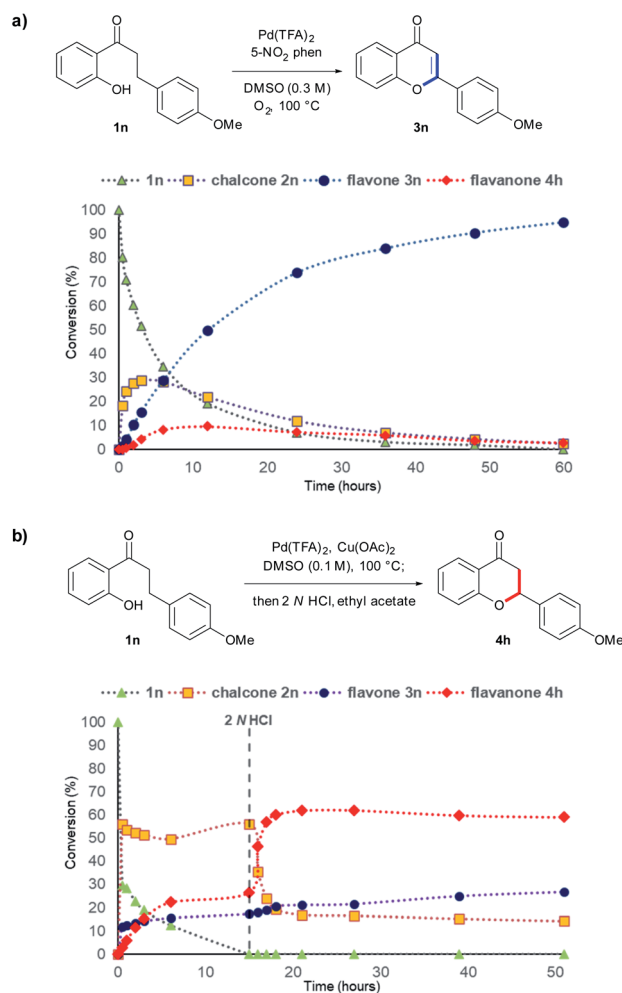 a)
O
OH
OMe
1n
Pd(TFA)2
5-NO2 phen
DMSO (0.3 M)
O2, 100 °C
O
O
OMe
3n
1n chalcone 2n flavone 3n flavanone 4h
Conversion (%)
100
90
80
70
60
50
40
30
20
10
0
0 10 20 30 40 50 60
Time (hours)
b)
O
OH
OMe
1n
Pd(TFA)2, Cu(OAc)2
DMSO (0.1 M), 100 °C;
then 2 N HCl, ethyl acetate
O
O
OMe
4h
1n chalcone 2n flavone 3n flavanone 4h
2 N HCl
Conversion (%)
100
90
80
70
60
50
40
30
20
10
0
0 10 20 30 40 50
Time (hours)